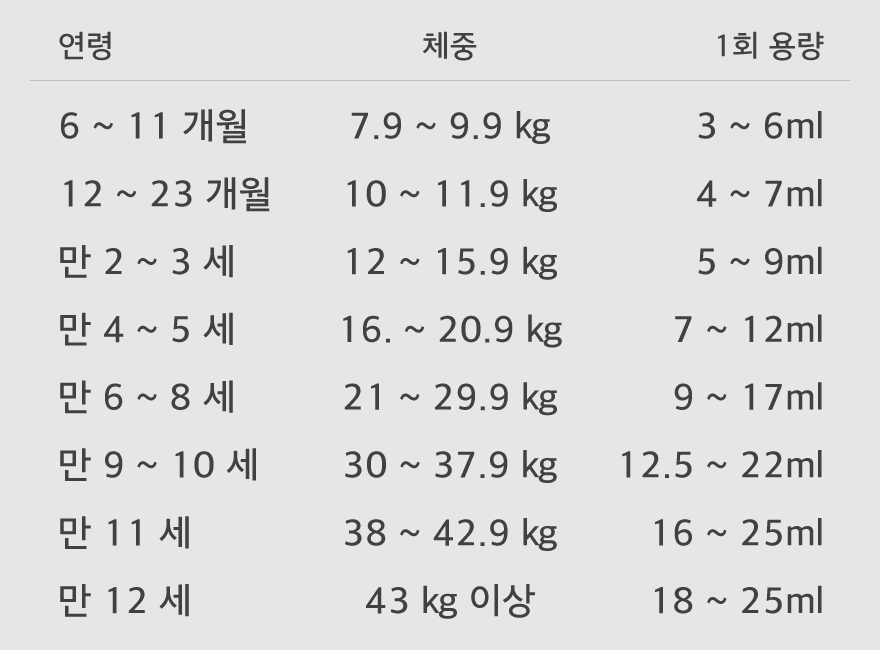 연령 체중 1회 용량
6 ~ 11 개월 7.9 ~ 9.9 kg 3 ~ 6ml
12 ~ 23 개월 10 ~ 11.9 kg 4 ~ 7ml
만 2 ~ 3 세 12 ~ 15.9 kg 5 ~ 9ml
만 4 ~ 5 세 16. ~ 20.9 kg 7 ~ 12ml
만 6 ~ 8 세 21 ~ 29.9 kg 9 ~ 17ml
만 9 ~ 10 세 30 ~ 37.9 kg 12.5 ~ 22ml
만 11 세 38 ~ 42.9 kg 16 ~ 25ml
만 12 세 43 kg 이상 18 ~ 25ml